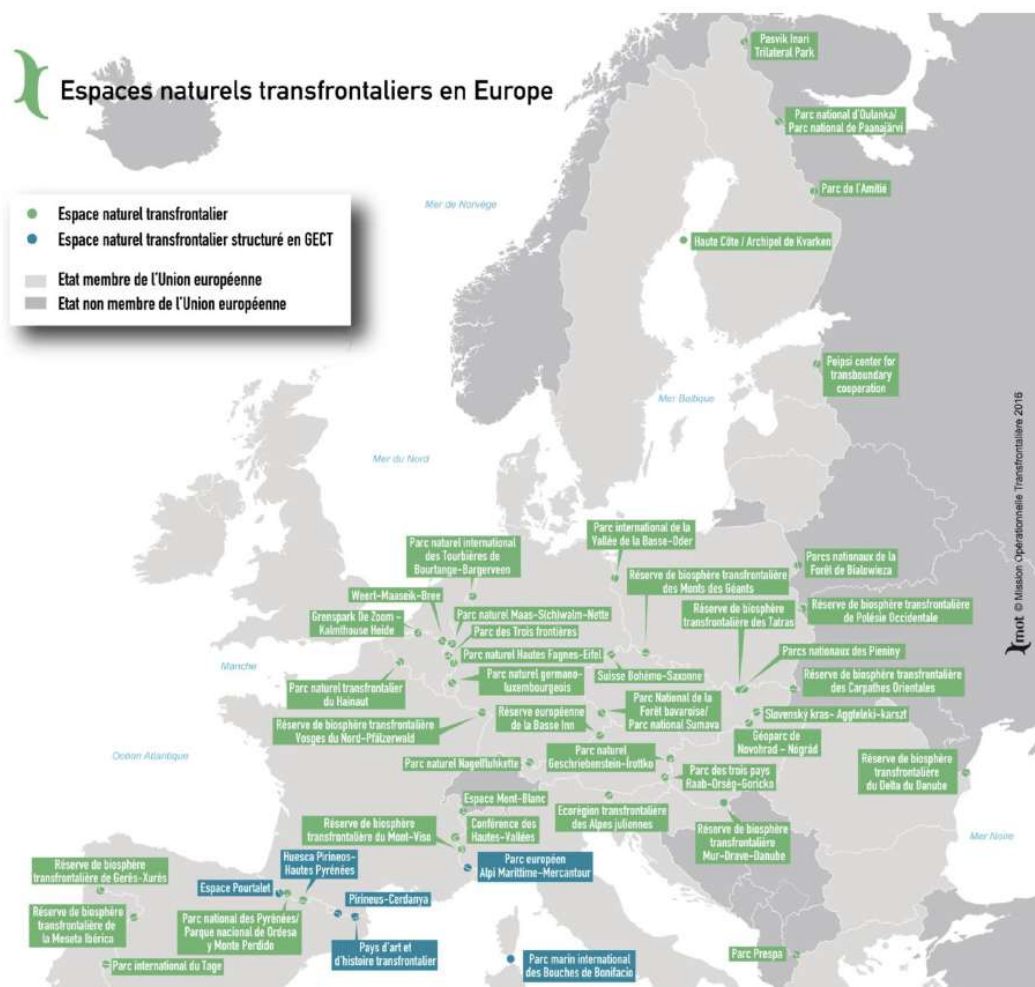 Espaces naturels transfrontaliers en Europe
Espace naturel transfrontalier
Espace naturel transfrontalier structuré en GECT
Etat membre de l'Union européenne
Etat non membre de l'Union européenne
Pasvik Inari
Trilateral Park
Parc national d'Oulanka/
Parc national de Paanajärvi
Parc de l'Amitié
Mer de Norvège
Haute Côte / Archipel de Kvarken
Peipsi center for
transboundary
cooperation
Mer Baltique
Mer du Nord
mot © Mission Opérationnelle Transfrontalière 2016
Parc naturel international
des Tourbières de
Bourtange-Bargerveen
Parc international de la
Vallée de la Basse-Oder
Parcs nationaux de la
Forêt de Bialowieza
Weert-Maaseik-Bree
Réserve de biosphère transfrontalière
des Monts des Géants
Grenspark De Zoom -
Kalmthouse Heide
Parc naturel Maas-Schwalm-Nette
Réserve de biosphère
transfrontalière des Tatras
Réserve de biosphère transfrontalière
de Polésie Occidentale
Parc des Trois frontières
Manche
Parc naturel Hautes Fagnes-Eifel
Parcs nationaux des Pieniny
Parc naturel transfrontalier
du Hainaut
Parc naturel germano-
luxembourgeois
Suisse Bohémo-Saxonne
Réserve de biosphère transfrontalière
des Carpathes Orientales
Réserve de biosphère transfrontalière
Vosges du Nord-Pfälzerwald
Réserve européenne
de la Basse Inn
Parc National de la
Forêt bavaroise/
Parc national Sumava
Slovenský kras- Aggteleki-karszt
Géoparc de
Novohrad - Nógrád
Océan Atlantique
Parc naturel Nagelfluhkette
Parc naturel
Geschriebenstein-Írottkö
Parc des trois pays
Raab-Örség-Goricko
Réserve de biosphère
transfrontalière
du Delta du Danube
Espace Mont-Blanc
Ecorégion transfrontalière
des Alpes juliennes
Réserve de biosphère
transfrontalière du Mont-Viso
Conférence des
Hautes-Vallées
Réserve de biosphère
transfrontalière
Mur-Drave-Danube
Mer Noire
Réserve de biosphère
transfrontalière de Gerês-Xurés
Huesca Pirineos-
Hautes Pyrénées
Parc européen
Alpi Marittime-Mercantour
Espace Pourtalet
Pirineus-Cerdanya
Réserve de biosphère
transfrontalière de
la Meseta Ibérica
Parc national des Pyrénées/
Parque nacional de Ordesa
y Monte Perdido
Pays d'art et
d'histoire transfrontalier
Parc international du Tage
Parc marin international
des Bouches de Bonifacio
Parc Prespa